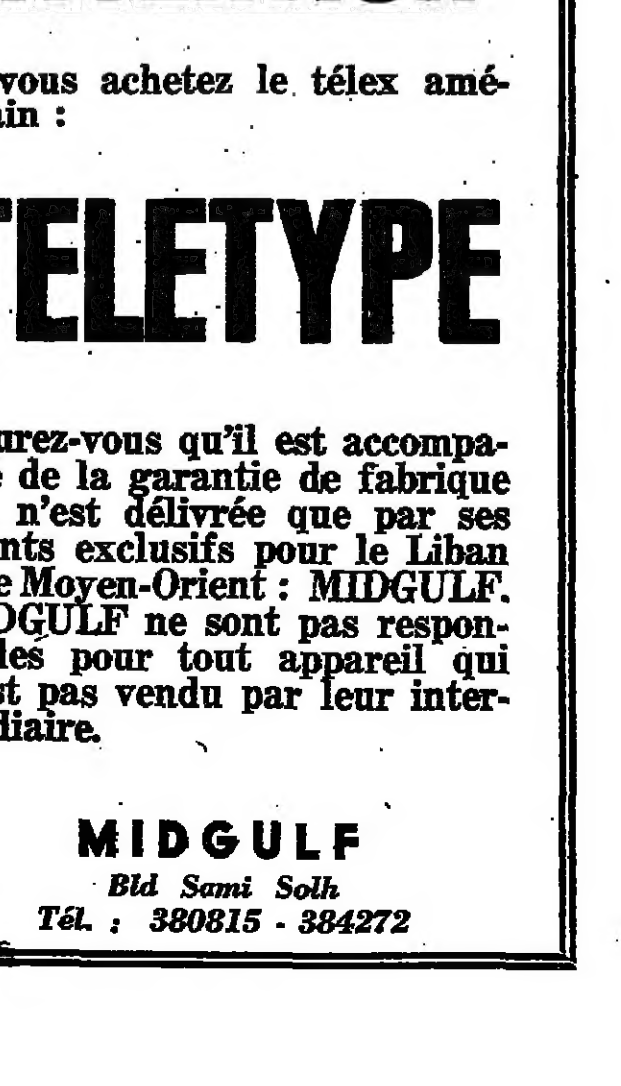 vous achetez le télex amé-
ain :
TELETYPE
urez-vous qu'il est accompa-
e de la garantie de fabrique
n'est délivrée que par ses
nts exclusifs pour le Liban
e Moyen-Orient : MIDGULF.
DGULF ne sont pas respon-
les pour tout appareil qui
st pas vendu par leur inter-
diaire.
MIDGULF
Bld Sami Solh
Tél. : 380815 - 384272